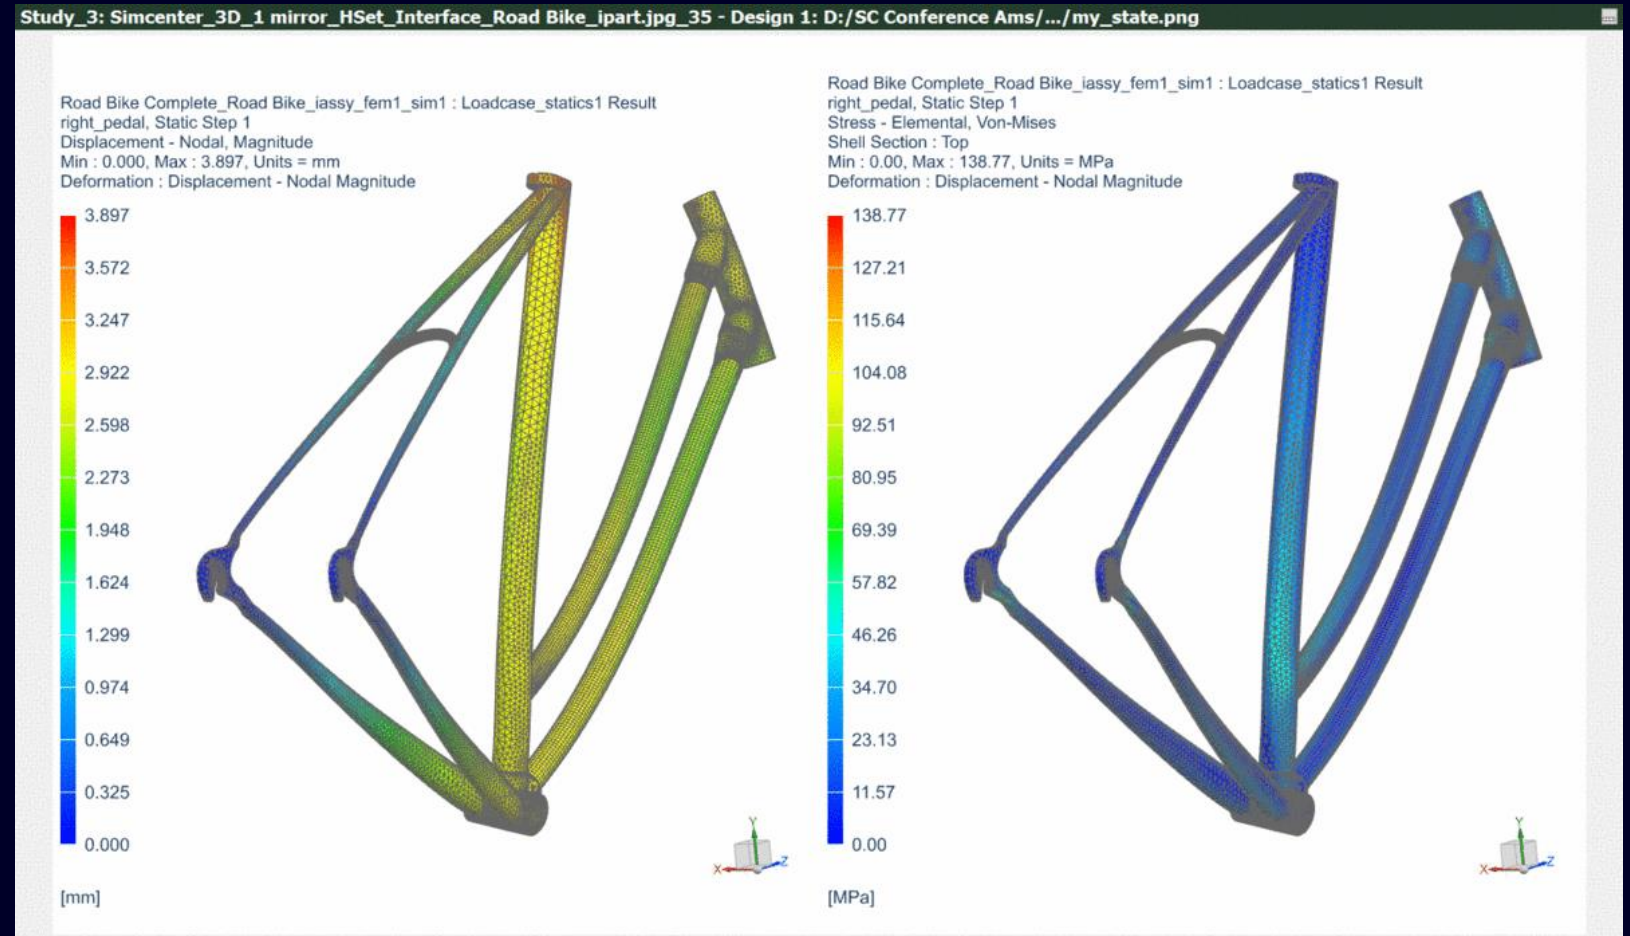 Study_3: Simcenter_3D_1 mirror_HSet_Interface_Road Bike_ipart.jpg_35 - Design 1: D:/SC Conference Ams/.../my_state.png
Road Bike Complete_Road Bike_iassy_fem1_sim1 : Loadcase_statics1 Result
right_pedal, Static Step 1
Displacement - Nodal, Magnitude
Min : 0.000, Max : 3.897, Units = mm
Deformation : Displacement - Nodal Magnitude
3.897
3.572
3.247
2.922
2.598
2.273
1.948
1.624
1.299
0.974
0.649
0.325
0.000
[mm]
Y
X
Z
Road Bike Complete_Road Bike_iassy_fem1_sim1 : Loadcase_statics1 Result
right_pedal, Static Step 1
Stress - Elemental, Von-Mises
Shell Section : Top
Min : 0.00, Max : 138.77, Units = MPa
Deformation : Displacement - Nodal Magnitude
138.77
127.21
115.64
104.08
92.51
80.95
69.39
57.82
46.26
34.70
23.13
11.57
0.00
[MPa]
Y
X
Z